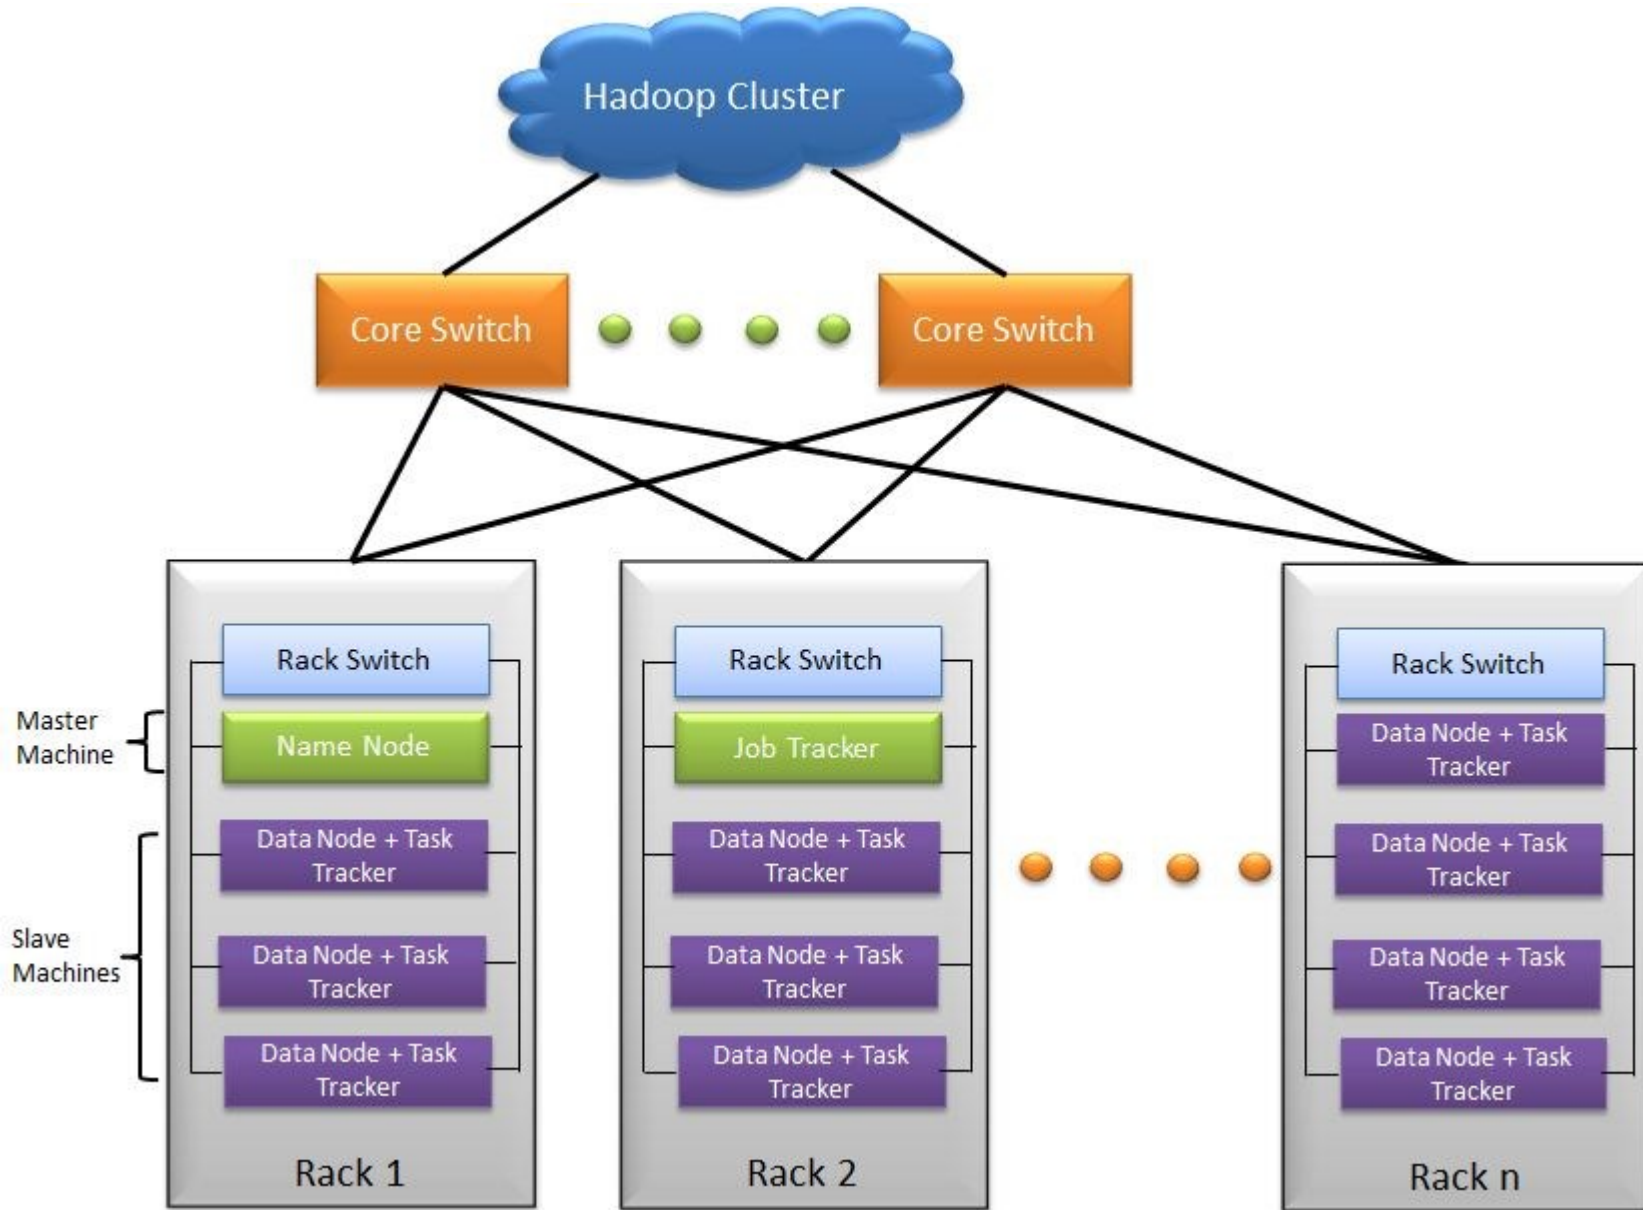 Hadoop Cluster
Core Switch
Core Switch
Rack Switch
Rack Switch
Rack Switch
Master
Machine
Name Node
Job Tracker
Data Node + Task
Tracker
Slave
Machines
Data Node + Task
Tracker
Data Node + Task
Tracker
Data Node + Task
Tracker
Data Node + Task
Tracker
Data Node + Task
Tracker
Data Node + Task
Tracker
Data Node + Task
Tracker
Data Node + Task
Tracker
Data Node + Task
Tracker
Rack 1
Rack 2
Rack n